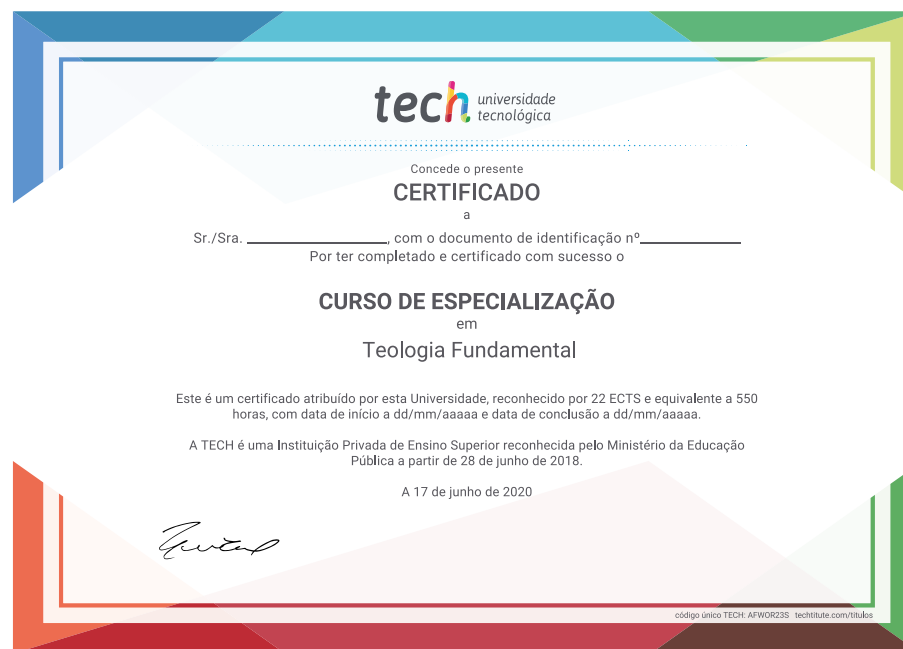 tech universidade
tecnológica
Concede o presente
CERTIFICADO
a
Sr./Sra. ________________, com o documento de identificação nº____________
Por ter completado e certificado com sucesso o
CURSO DE ESPECIALIZAÇÃO
em
Teologia Fundamental
Este é um certificado atribuído por esta Universidade, reconhecido por 22 ECTS e equivalente a 550
horas, com data de início a dd/mm/aaaaa e data de conclusão a dd/mm/aaaaa.
A TECH é uma Instituição Privada de Ensino Superior reconhecida pelo Ministério da Educação
Pública a partir de 28 de junho de 2018.
A 17 de junho de 2020
código único TECH: AFWOR23S techtitute.com/titulos